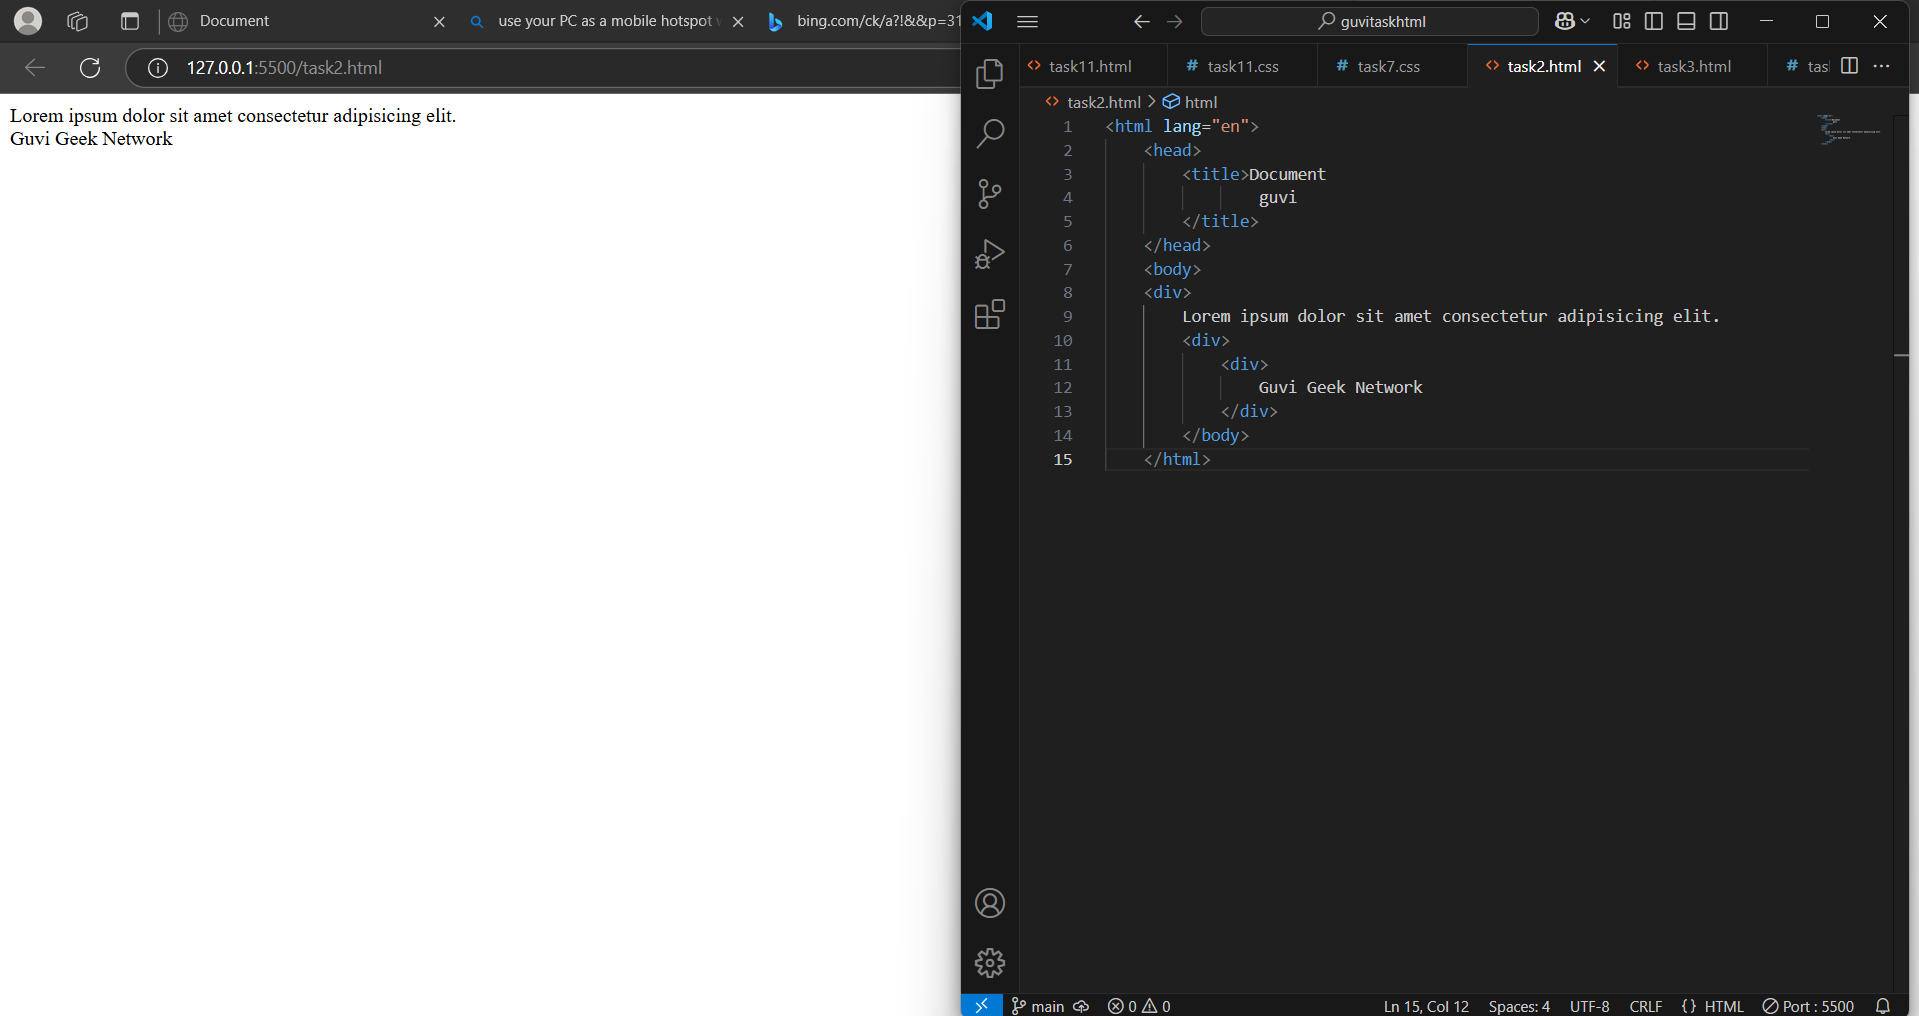 Document
use your PC as a mobile hotspot
bing.com/ck/a?!&&p=31
127.0.0.1:5500/task2.html
Lorem ipsum dolor sit amet consectetur adipisicing elit.
Guvi Geek Network
guvitaskhtml
task11.html
# task11.css
# task7.css
task2.html
task3.html
# tas
task2.html > html
1 <html lang="en">
2 <head>
3 <title>Document
4 guvi
5 </title>
6 </head>
7 <body>
8 <div>
9 Lorem ipsum dolor sit amet consectetur adipisicing elit.
10 <div>
11 <div>
12 Guvi Geek Network
13 </div>
14 </body>
15 </html>
main
0
0
Ln 15, Col 12
Spaces: 4
UTF-8
CRLF
{} HTML
Port : 5500